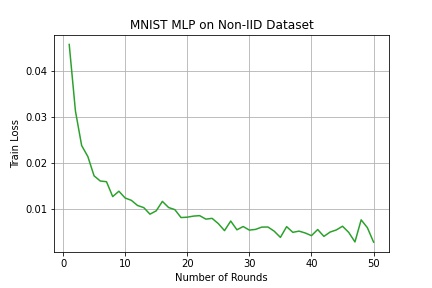 MNIST MLP on Non-IID Dataset
0.04
0.03
0.02
0.01
Train Loss
0 10 20 30 40 50
Number of Rounds